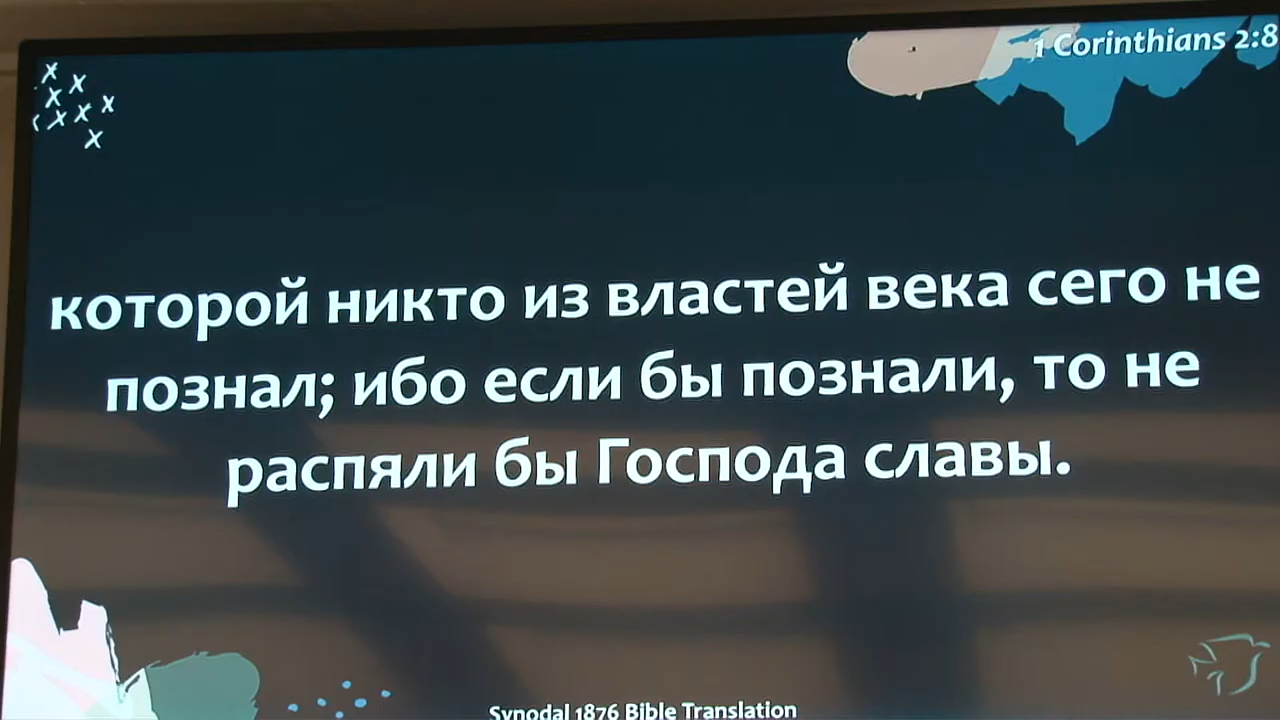 1 Corinthians 2:8
которой никто из властей века сего не
познал; ибо если бы познали, то не
распяли бы Господа славы.
Synodal 1876 Bible Translation